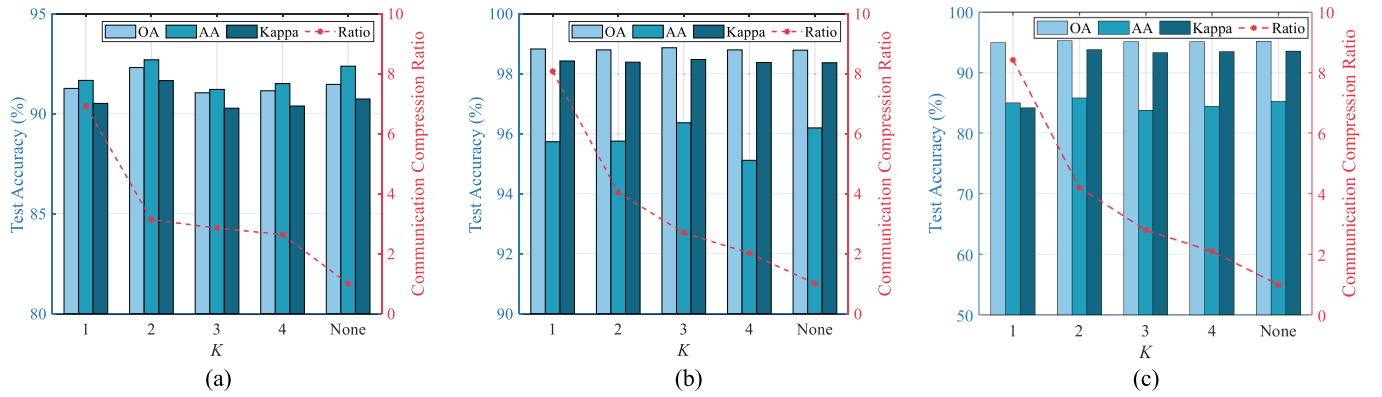 OA AA Kappa Ratio
100
95
90
85
80
10
8
6
4
2
0
Test Accuracy (%)
Communication Compression Ratio
1 2 3 4 None
K
(a)
OA AA Kappa Ratio
100
98
96
94
92
90
10
8
6
4
2
0
Test Accuracy (%)
Communication Compression Ratio
1 2 3 4 None
K
(b)
OA AA Kappa Ratio
100
90
80
70
60
50
10
8
6
4
2
0
Test Accuracy (%)
Communication Compression Ratio
1 2 3 4 None
K
(c)